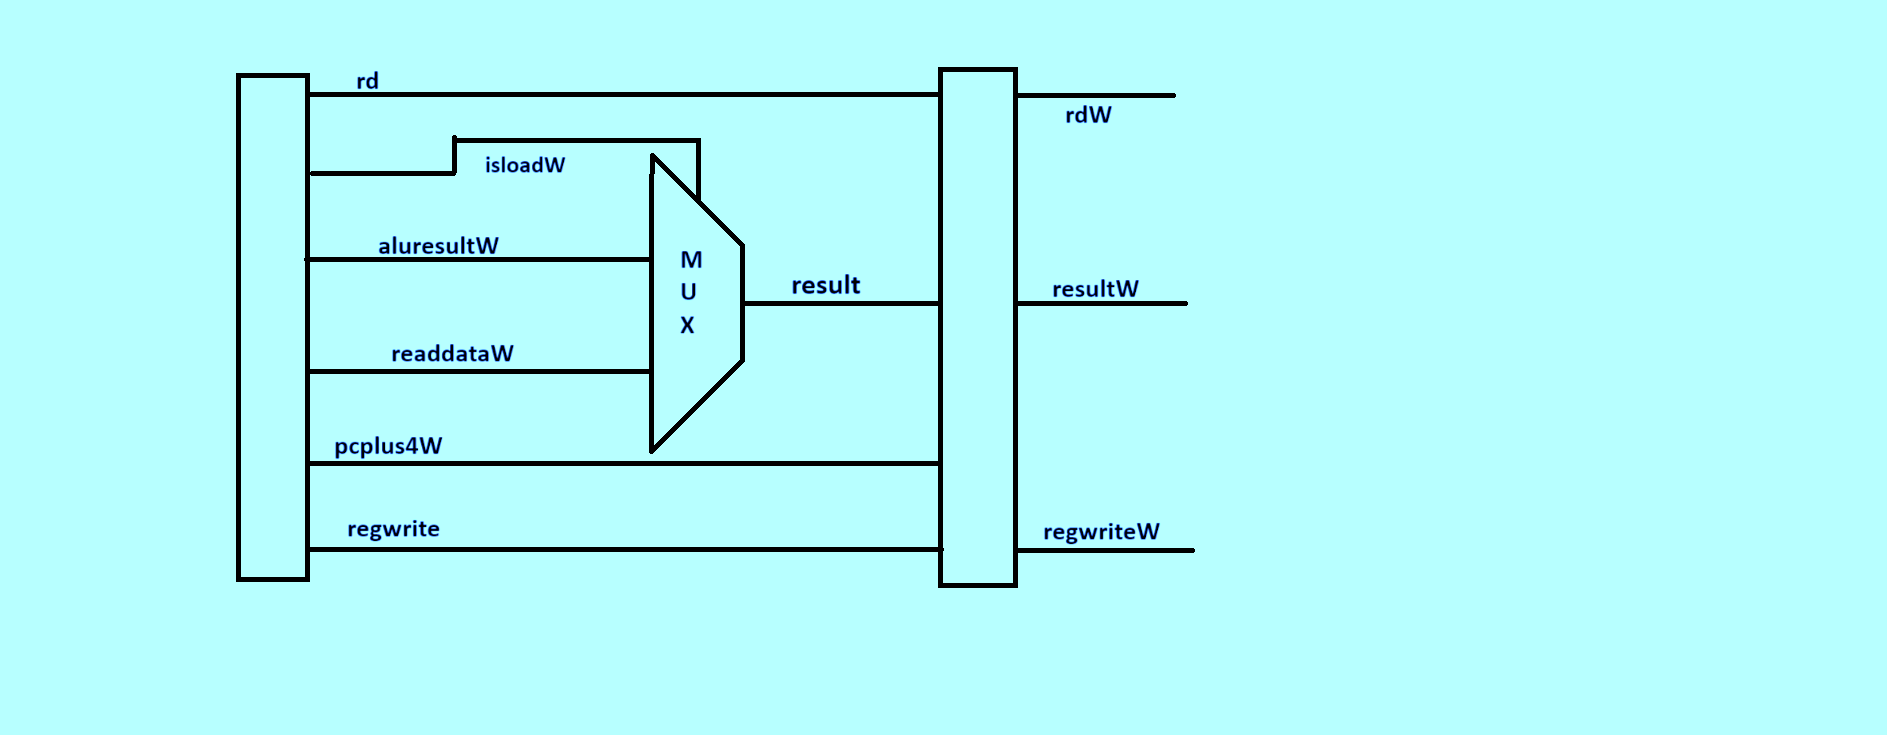 rd
rdW
isloadW
aluresultW
M
U
X
result
resultW
readdataW
pcplus4W
regwrite
regwriteW